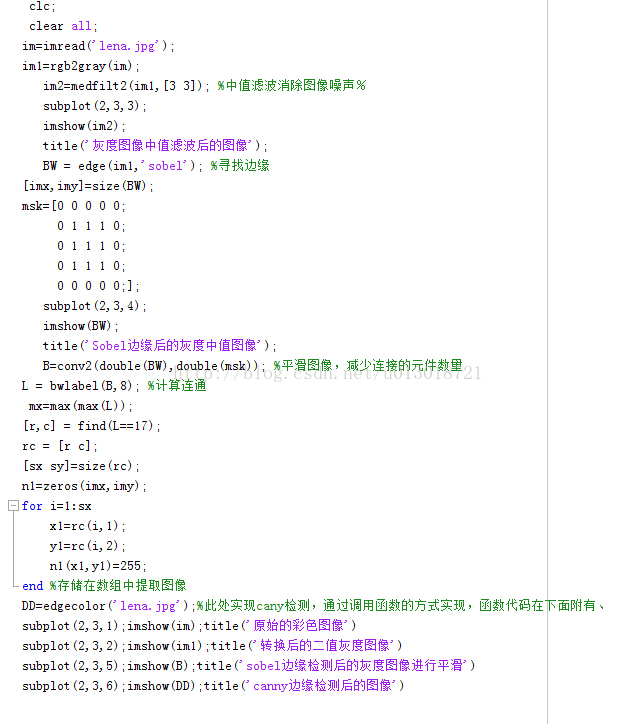 clc;
clear all;
im=imread('lena.jpg');
im1=rgb2gray(im);
im2=medfilt2(im1,[3 3]); %中值滤波消除图像噪声%
subplot(2,3,3);
imshow(im2);
title('灰度图像中值滤波后的图像');
BW = edge(im1,'sobel'); %寻找边缘
[imx,imy]=size(BW);
msk=[0 0 0 0 0;
0 1 1 1 0;
0 1 1 1 0;
0 1 1 1 0;
0 0 0 0 0;];
subplot(2,3,4);
imshow(BW);
title('Sobel边缘后的灰度中值图像');
B=conv2(double(BW),double(msk)); %平滑图像，减少连接的元件数量
http://blog.csdn.net/u013018721
L = bwlabel(B,8); %计算连通
mx=max(max(L));
[r,c] = find(L==17);
rc = [r c];
[sx sy]=size(rc);
n1=zeros(imx,imy);
for i=1:sx
x1=rc(i,1);
y1=rc(i,2);
n1(x1,y1)=255;
end %存储在数组中提取图像
DD=edgecolor('lena.jpg');%此处实现cany检测，通过调用函数的方式实现，函数代码在下面附有、
subplot(2,3,1);imshow(im);title('原始的彩色图像')
subplot(2,3,2);imshow(im1);title('转换后的二值灰度图像')
subplot(2,3,5);imshow(B);title('sobel边缘检测后的灰度图像进行平滑')
subplot(2,3,6);imshow(DD);title('canny边缘检测后的图像')